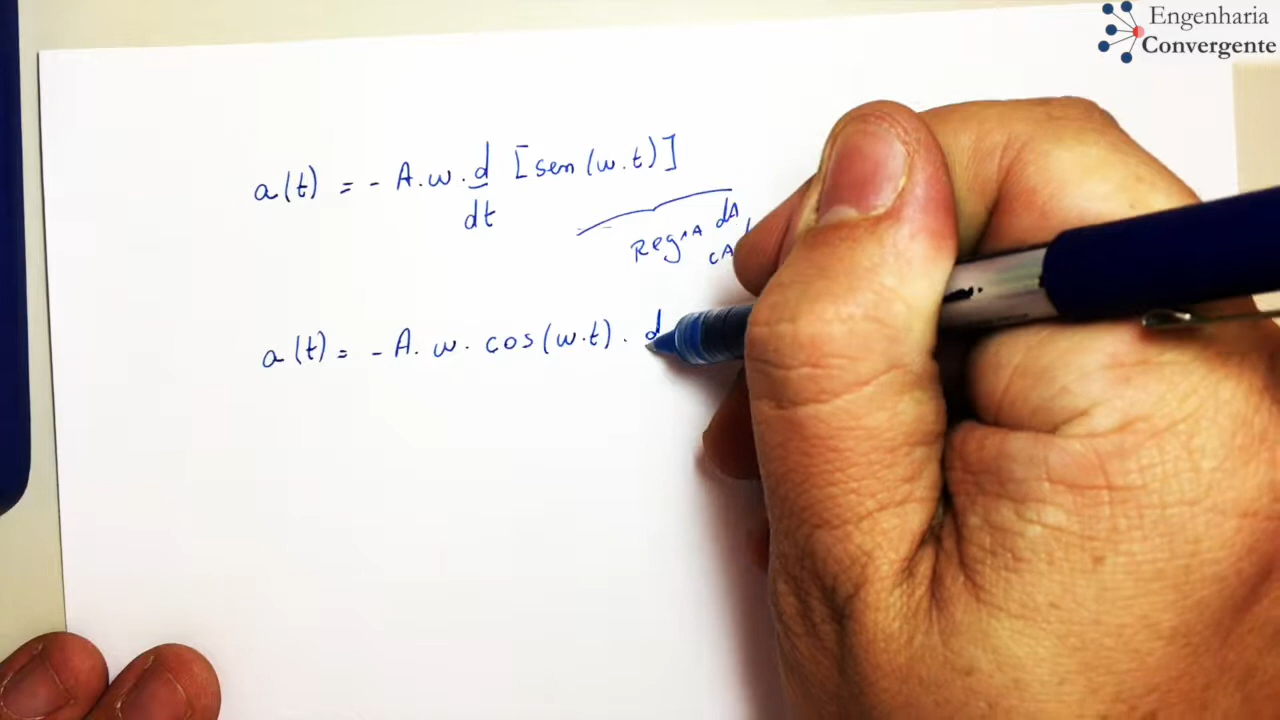 Engenharia
Convergente
a(t) = - A.w. d [sen(w.t)]
dt
Regra dA
a(t) = - A. w. cos(w.t) . d